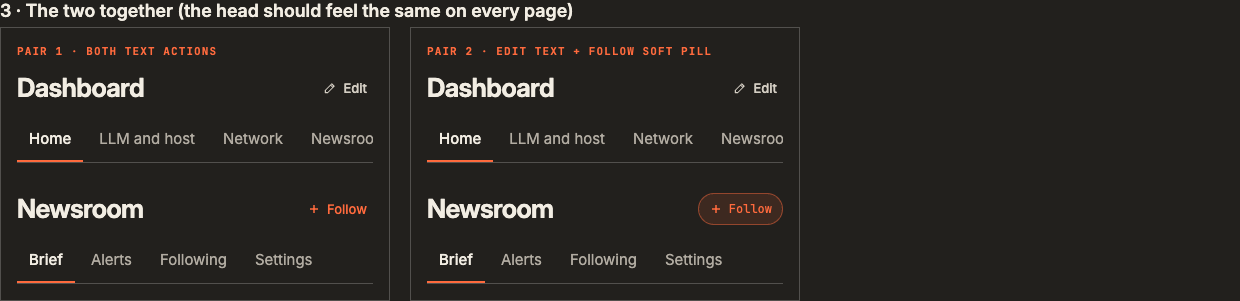 3 · The two together (the head should feel the same on every page)
PAIR 1 · BOTH TEXT ACTIONS
Dashboard
Edit
Home LLM and host Network Newsroo
Newsroom
+ Follow
Brief Alerts Following Settings
PAIR 2 · EDIT TEXT + FOLLOW SOFT PILL
Dashboard
Edit
Home LLM and host Network Newsroo
Newsroom
+ Follow
Brief Alerts Following Settings